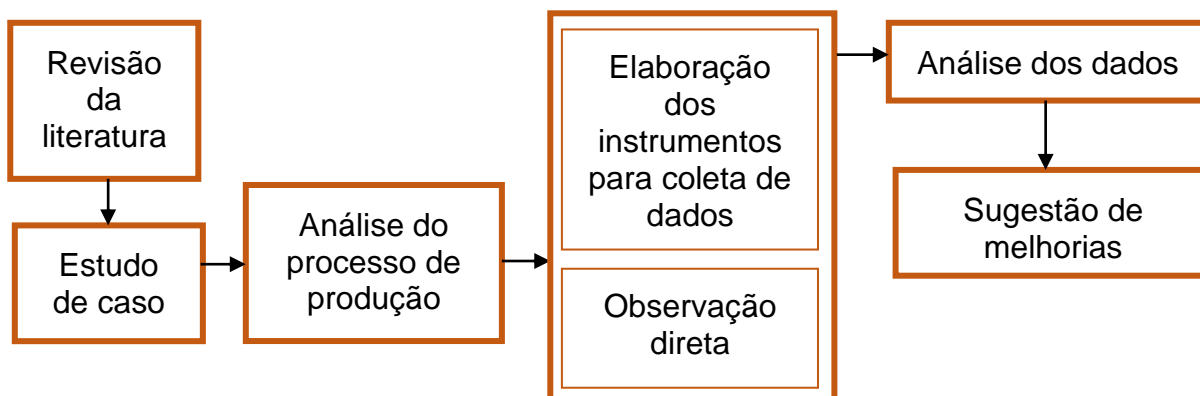 Revisão
da
literatura
Estudo
de caso
Análise do
processo de
produção
Elaboração
dos
instrumentos
para coleta de
dados
Observação
direta
Análise dos dados
Sugestão de
melhorias